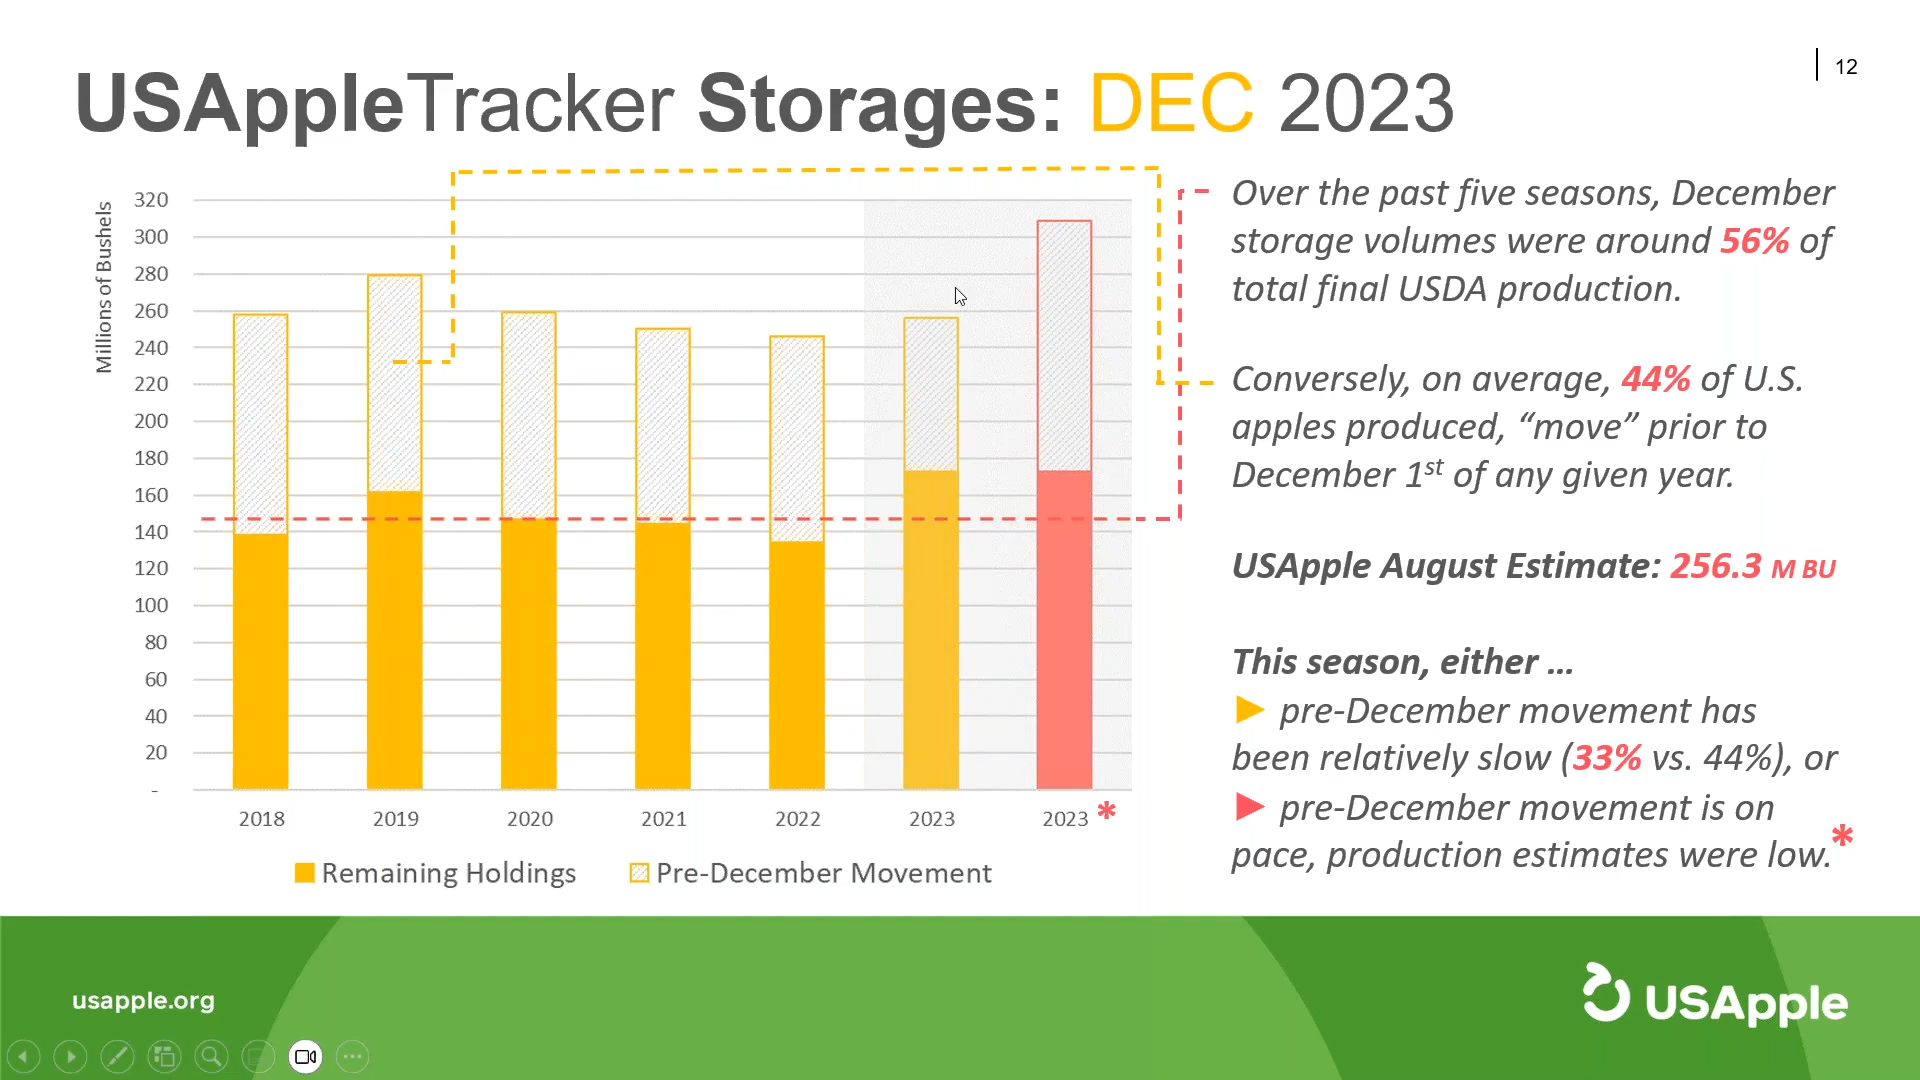 12
USAppleTracker Storages: DEC 2023
Millions of Bushels
320
300
280
260
240
220
200
180
160
140
120
100
80
60
40
20
-
2018 2019 2020 2021 2022 2023 2023 *
Remaining Holdings Pre-December Movement
Over the past five seasons, December
storage volumes were around 56% of
total final USDA production.
Conversely, on average, 44% of U.S.
apples produced, “move” prior to
December 1st of any given year.
USApple August Estimate: 256.3 M BU
This season, either …
► pre-December movement has
been relatively slow (33% vs. 44%), or
► pre-December movement is on
pace, production estimates were low.*
usapple.org
USApple